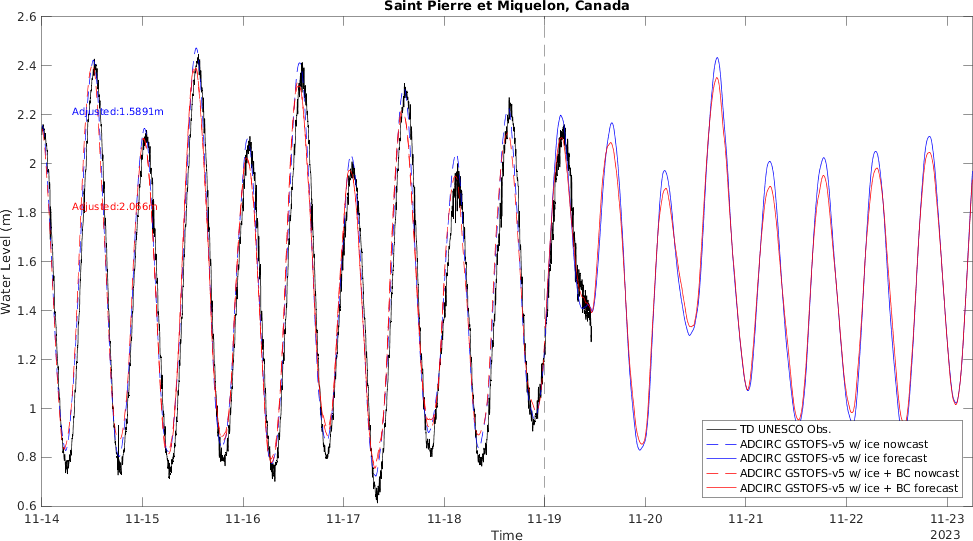 Saint Pierre et Miquelon, Canada
2.6
2.4
2.2
2
1.8
1.6
1.4
1.2
1
0.8
0.6
Water Level (m)
Adjusted:1.5891m
Adjusted:2.066m
TD UNESCO Obs.
ADCIRC GSTOFS-v5 w/ ice nowcast
ADCIRC GSTOFS-v5 w/ ice forecast
ADCIRC GSTOFS-v5 w/ ice + BC nowcast
ADCIRC GSTOFS-v5 w/ ice + BC forecast
11-14 11-15 11-16 11-17 11-18 11-19 11-20 11-21 11-22 11-23
2023
Time